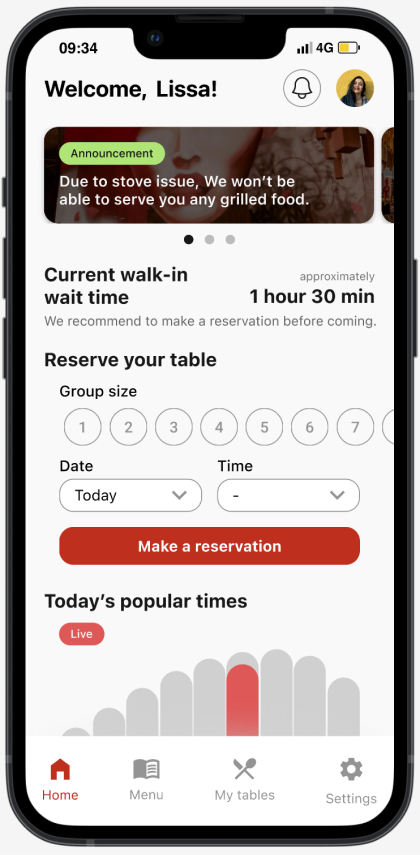 09:34
4G
Welcome, Lissa!
Announcement
Due to stove issue, We won't be
able to serve you any grilled food.
Current walk-in
wait time
approximately
1 hour 30 min
We recommend to make a reservation before coming.
Reserve your table
Group size
1 2 3 4 5 6 7
Date
Time
Today
-
Make a reservation
Today's popular times
Live
Home
Menu
My tables
Settings